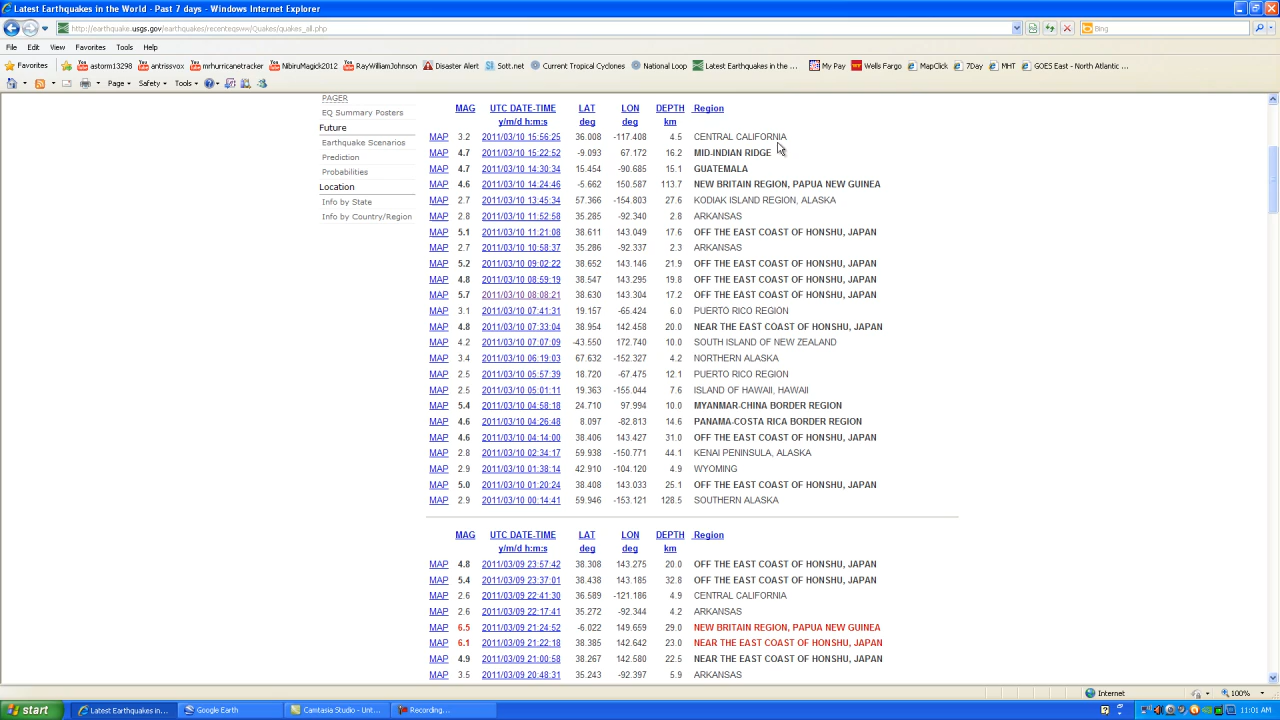 Latest Earthquakes in the World - Past 7 days - Windows Internet Explorer
http://earthquake.usgs.gov/earthquakes/recenteqsww/Quakes/quakes_all.php
Bing
File Edit View Favorites Tools Help
Favorites astorm13298 antrissvox mrhurricanetracker NibiruMagick2012 RayWilliamJohnson Disaster Alert Sott.net Current Tropical Cyclones National Loop Latest Earthquakes in the ... My Pay Wells Fargo MapClick 7Day MHT GOES East - North Atlantic ...
Page Safety Tools
PAGER
EQ Summary Posters
Future
Earthquake Scenarios
Prediction
Probabilities
Location
Info by State
Info by Country/Region
MAG UTC DATE-TIME LAT LON DEPTH Region
y/m/d h:m:s deg deg km
MAP 3.2 2011/03/10 15:56:25 36.008 -117.408 4.5 CENTRAL CALIFORNIA
MAP 4.7 2011/03/10 15:22:52 -9.093 67.172 16.2 MID-INDIAN RIDGE
MAP 4.7 2011/03/10 14:30:34 15.454 -90.685 15.1 GUATEMALA
MAP 4.6 2011/03/10 14:24:46 -5.662 150.587 113.7 NEW BRITAIN REGION, PAPUA NEW GUINEA
MAP 2.7 2011/03/10 13:45:34 57.366 -154.803 27.6 KODIAK ISLAND REGION, ALASKA
MAP 2.8 2011/03/10 11:52:58 35.285 -92.340 2.8 ARKANSAS
MAP 5.1 2011/03/10 11:21:08 38.611 143.049 17.6 OFF THE EAST COAST OF HONSHU, JAPAN
MAP 2.7 2011/03/10 10:58:37 35.286 -92.337 2.3 ARKANSAS
MAP 5.2 2011/03/10 09:02:22 38.652 143.146 21.9 OFF THE EAST COAST OF HONSHU, JAPAN
MAP 4.8 2011/03/10 08:59:19 38.547 143.295 19.8 OFF THE EAST COAST OF HONSHU, JAPAN
MAP 5.7 2011/03/10 08:08:21 38.630 143.304 17.2 OFF THE EAST COAST OF HONSHU, JAPAN
MAP 3.1 2011/03/10 07:41:31 19.157 -65.424 6.0 PUERTO RICO REGION
MAP 4.8 2011/03/10 07:33:04 38.954 142.458 20.0 NEAR THE EAST COAST OF HONSHU, JAPAN
MAP 4.2 2011/03/10 07:07:09 -43.550 172.740 10.0 SOUTH ISLAND OF NEW ZEALAND
MAP 3.4 2011/03/10 06:19:03 67.632 -152.327 4.2 NORTHERN ALASKA
MAP 2.5 2011/03/10 05:57:39 18.720 -67.475 12.1 PUERTO RICO REGION
MAP 2.5 2011/03/10 05:01:11 19.363 -155.044 7.6 ISLAND OF HAWAII, HAWAII
MAP 5.4 2011/03/10 04:58:18 24.710 97.994 10.0 MYANMAR-CHINA BORDER REGION
MAP 4.6 2011/03/10 04:26:48 8.097 -82.813 14.6 PANAMA-COSTA RICA BORDER REGION
MAP 4.6 2011/03/10 04:14:00 38.406 143.427 31.0 OFF THE EAST COAST OF HONSHU, JAPAN
MAP 2.8 2011/03/10 02:34:17 59.938 -150.771 44.1 KENAI PENINSULA, ALASKA
MAP 2.9 2011/03/10 01:38:14 42.910 -104.120 4.9 WYOMING
MAP 5.0 2011/03/10 01:20:24 38.408 143.033 25.1 OFF THE EAST COAST OF HONSHU, JAPAN
MAP 2.9 2011/03/10 00:14:41 59.946 -153.121 128.5 SOUTHERN ALASKA
MAG UTC DATE-TIME LAT LON DEPTH Region
y/m/d h:m:s deg deg km
MAP 4.8 2011/03/09 23:57:42 38.308 143.275 20.0 OFF THE EAST COAST OF HONSHU, JAPAN
MAP 5.4 2011/03/09 23:37:01 38.438 143.185 32.8 OFF THE EAST COAST OF HONSHU, JAPAN
MAP 2.6 2011/03/09 22:41:30 36.589 -121.186 4.9 CENTRAL CALIFORNIA
MAP 2.6 2011/03/09 22:17:41 35.272 -92.344 4.2 ARKANSAS
MAP 6.5 2011/03/09 21:24:52 -6.022 149.659 29.0 NEW BRITAIN REGION, PAPUA NEW GUINEA
MAP 6.1 2011/03/09 21:22:18 38.385 142.642 23.0 NEAR THE EAST COAST OF HONSHU, JAPAN
MAP 4.9 2011/03/09 21:00:58 38.267 142.580 22.5 NEAR THE EAST COAST OF HONSHU, JAPAN
MAP 3.5 2011/03/09 20:48:31 35.243 -92.397 5.9 ARKANSAS
Internet 100%
start Latest Earthquakes in... Google Earth Camtasia Studio - Unt... Recording... 11:01 AM